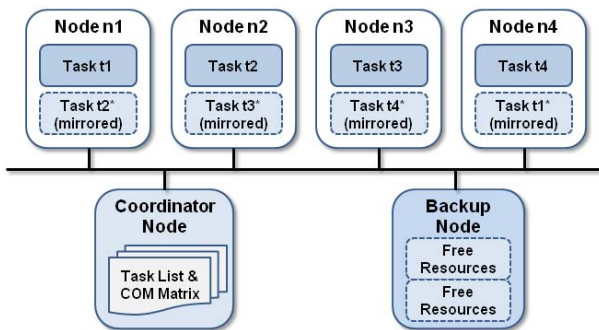 Node n1
Task t1
Task t2*
(mirrored)
Node n2
Task t2
Task t3*
(mirrored)
Node n3
Task t3
Task t4*
(mirrored)
Node n4
Task t4
Task t1*
(mirrored)
Coordinator
Node
Task List &
COM Matrix
Backup
Node
Free
Resources
Free
Resources